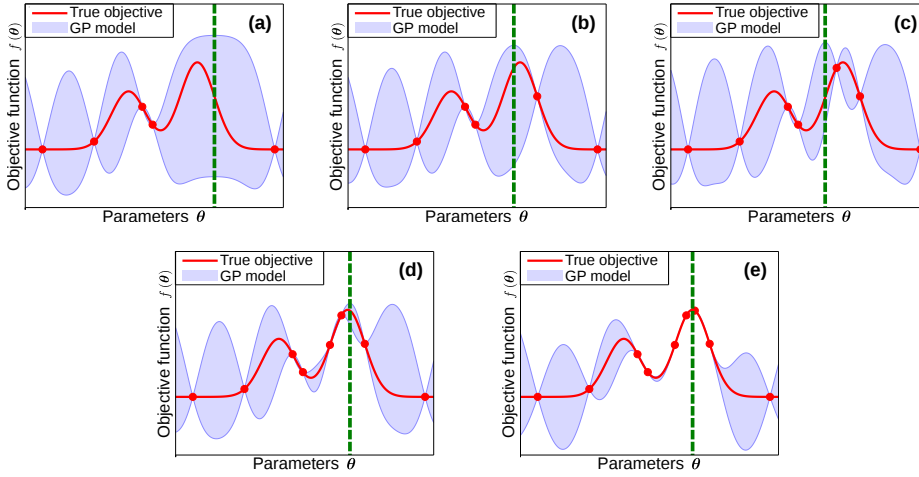 True objective
GP model
(a)
Objective function f(θ)
Parameters θ
True objective
GP model
(b)
Objective function f(θ)
Parameters θ
True objective
GP model
(c)
Objective function f(θ)
Parameters θ
True objective
GP model
(d)
Objective function f(θ)
Parameters θ
True objective
GP model
(e)
Objective function f(θ)
Parameters θ